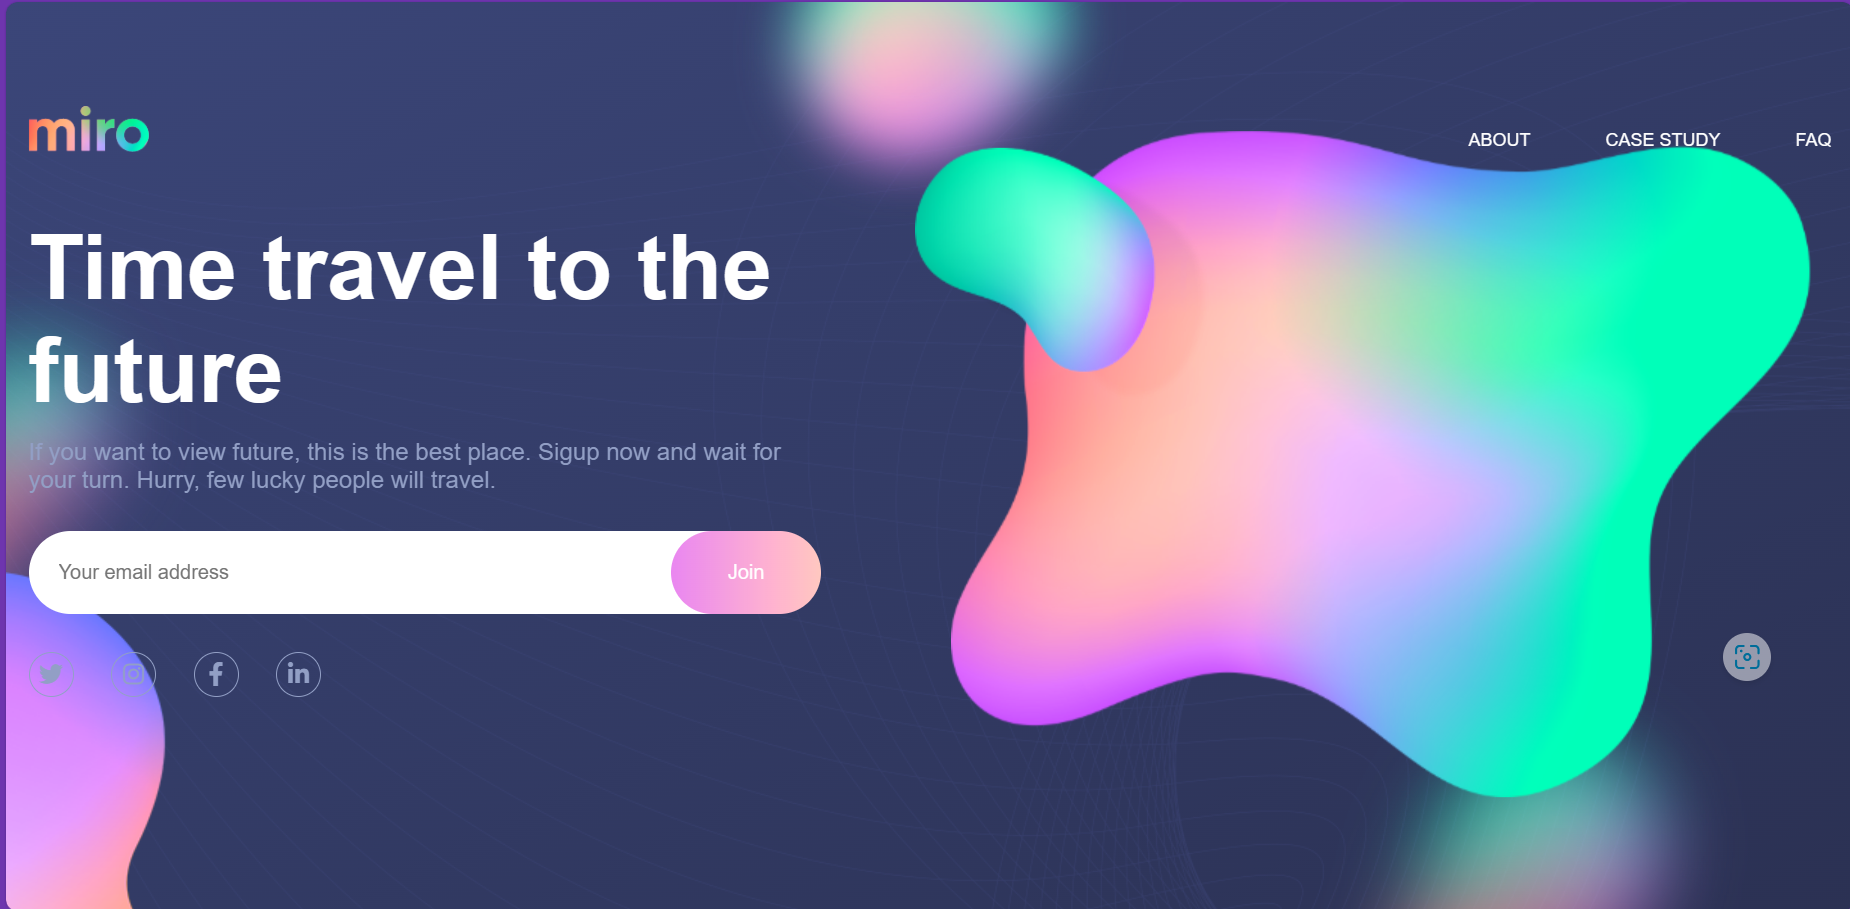 miro
ABOUT
CASE STUDY
FAQ
Time travel to the
future
If you want to view future, this is the best place. Sigup now and wait for
your turn. Hurry, few lucky people will travel.
Your email address
Join